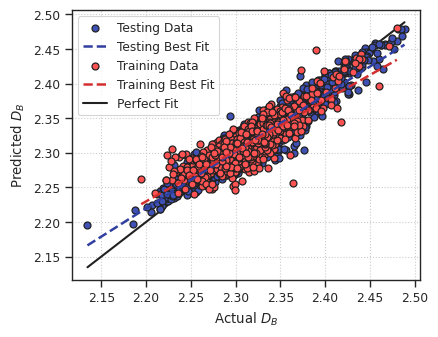 2.50
2.45
2.40
2.35
2.30
2.25
2.20
2.15
Predicted D_B
Testing Data
Testing Best Fit
Training Data
Training Best Fit
Perfect Fit
2.15 2.20 2.25 2.30 2.35 2.40 2.45 2.50
Actual D_B